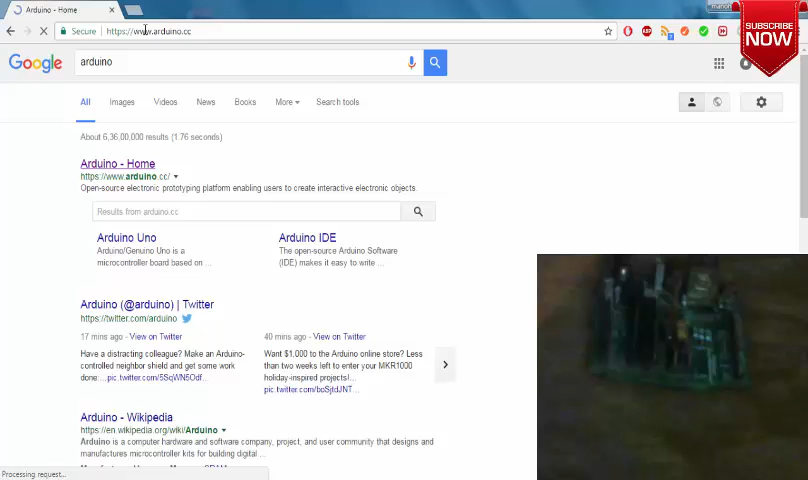 Arduino - Home
Secure https://www.arduino.cc
SUBSCRIBE
NOW
Google arduino
All Images Videos News Books More Search tools
About 6,36,00,000 results (1.76 seconds)
Arduino - Home
https://www.arduino.cc/
Open-source electronic prototyping platform enabling users to create interactive electronic objects.
Results from arduino.cc
Arduino Uno Arduino IDE
Arduino/Genuino Uno is a The open-source Arduino Software
microcontroller board based on ... (IDE) makes it easy to write ...
Arduino (@arduino) | Twitter
https://twitter.com/arduino
17 mins ago - View on Twitter 40 mins ago - View on Twitter
Have a distracting colleague? Make an Arduino- Want $1,000 to the Arduino online store? Less
controlled neighbor shield and get some work than two weeks left to enter your MKR1000
done:...pic.twitter.com/5SqWN5Odf... holiday-inspired projects!...
pic.twitter.com/boSjtdJNT...
Arduino - Wikipedia
https://en.wikipedia.org/wiki/Arduino
Arduino is a computer hardware and software company, project, and user community that designs and
manufactures microcontroller kits for building digital ...
Processing request...